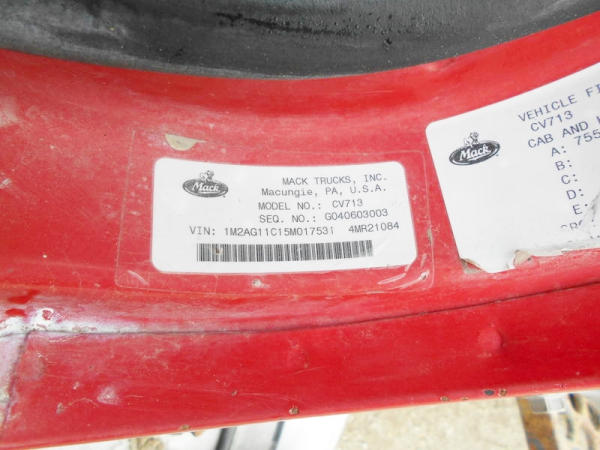 Mack
MACK TRUCKS, INC.
Macungie, PA, U.S.A.
MODEL NO.: CV713
SEQ. NO.: G040603003
VIN: 1M2AG11C15M017531 4MR21084
Mack
VEHICLE FI
CV713
CAB AND
A: 755
B:
C:
D:
E: